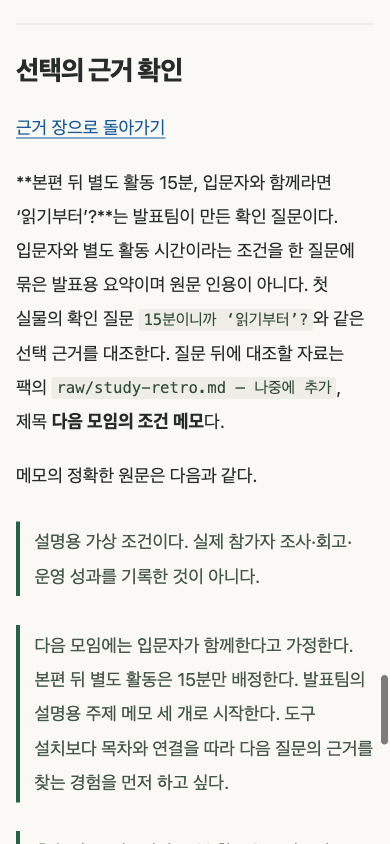 선택의 근거 확인
근거 장으로 돌아가기
**본편 뒤 별도 활동 15분, 입문자와 함께라면
‘읽기부터’?**는 발표팀이 만든 확인 질문이다.
입문자와 별도 활동 시간이라는 조건을 한 질문에
묶은 발표용 요약이며 원문 인용이 아니다. 첫
실물의 확인 질문 15분이니까 ‘읽기부터’?와 같은
선택 근거를 대조한다. 질문 뒤에 대조할 자료는
팩의 raw/study-retro.md — 나중에 추가,
제목 다음 모임의 조건 메모다.
메모의 정확한 원문은 다음과 같다.
설명용 가상 조건이다. 실제 참가자 조사·회고·
운영 성과를 기록한 것이 아니다.
다음 모임에는 입문자가 함께한다고 가정한다.
본편 뒤 별도 활동은 15분만 배정한다. 발표팀의
설명용 주제 메모 세 개로 시작한다. 도구
설치보다 목차와 연결을 따라 다음 질문의 근거를
찾는 경험을 먼저 하고 싶다.